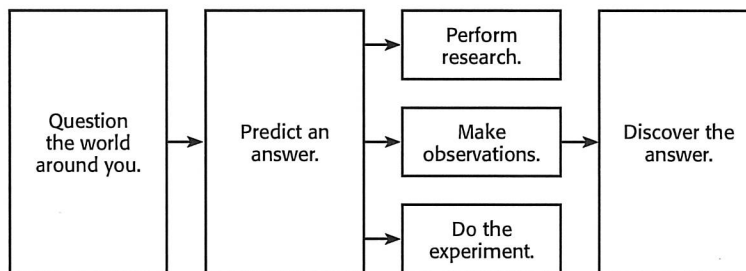 Question
the world
around you.
Predict an
answer.
Perform
research.
Make
observations.
Do the
experiment.
Discover the
answer.